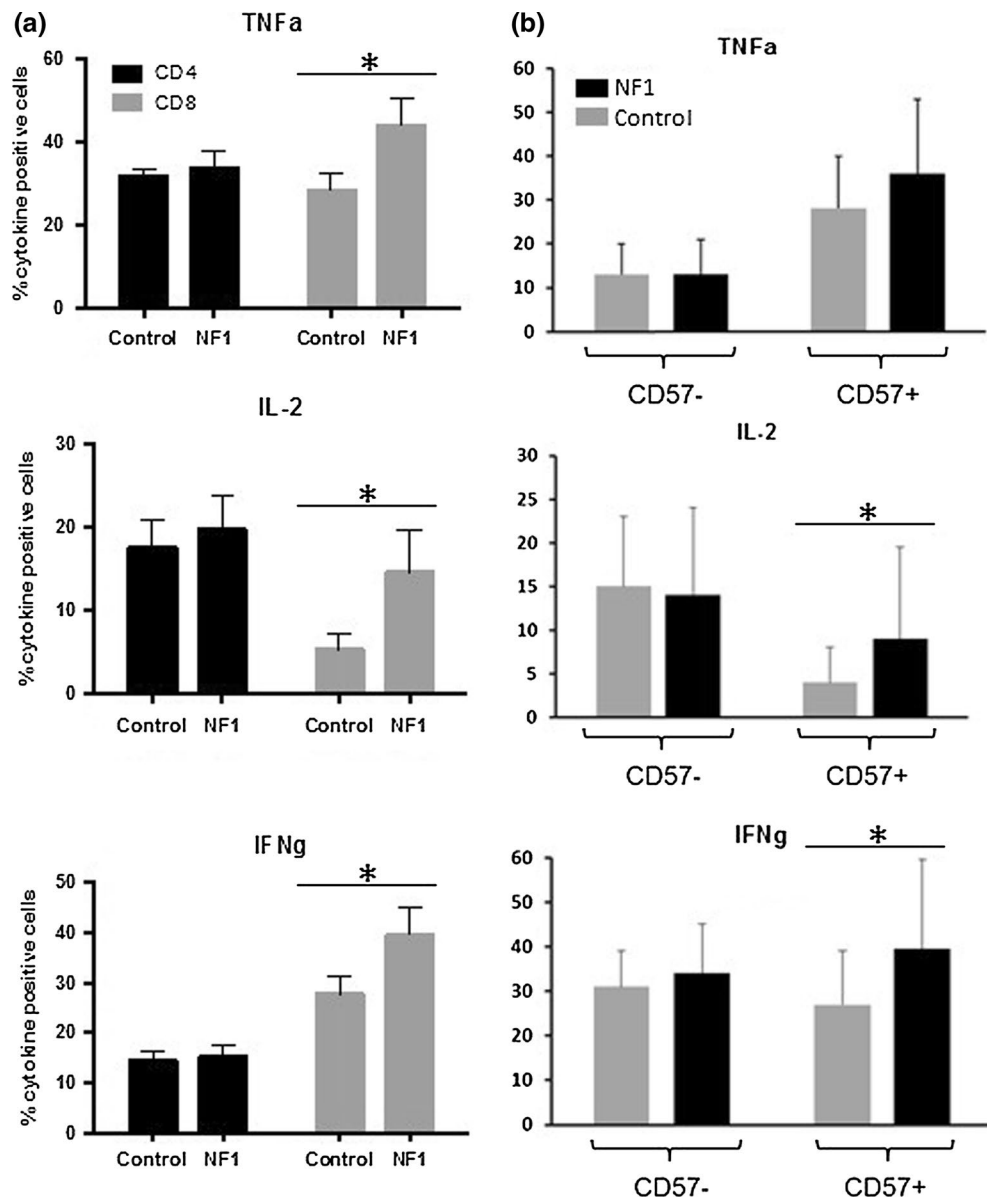 (a)
TNFa
% cytokine positive cells
60
40
20
0
CD4
CD8
*
Control NF1 Control NF1
IL-2
% cytokine positive cells
30
20
10
0
*
Control NF1 Control NF1
IFNg
% cytokine positive cells
50
40
30
20
10
0
*
Control NF1 Control NF1
(b)
TNFa
60
50
40
30
20
10
0
NF1
Control
CD57- CD57+
IL-2
30
25
20
15
10
5
0
*
CD57- CD57+
IFNg
60
50
40
30
20
10
0
*
CD57- CD57+